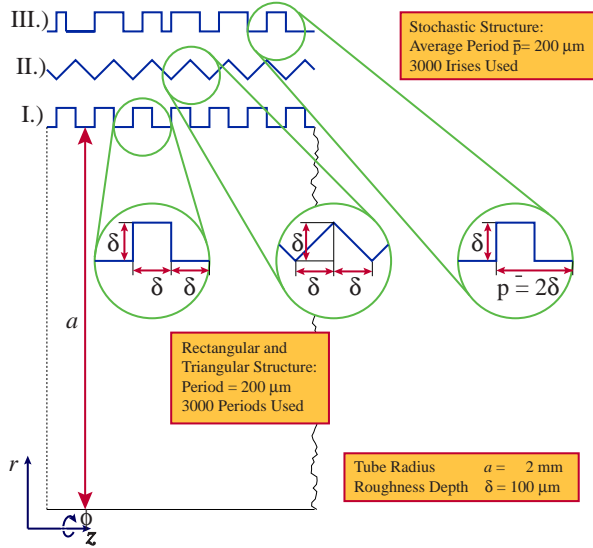 III.)
Stochastic Structure:
Average Period p̄= 200 μm
3000 Irises Used
II.)
I.)
δ
δ
δ
δ
δ
δ
δ
p̄ = 2δ
a
Rectangular and
Triangular Structure:
Period = 200 μm
3000 Periods Used
r
Tube Radius a = 2 mm
Roughness Depth δ = 100 μm
φ
z